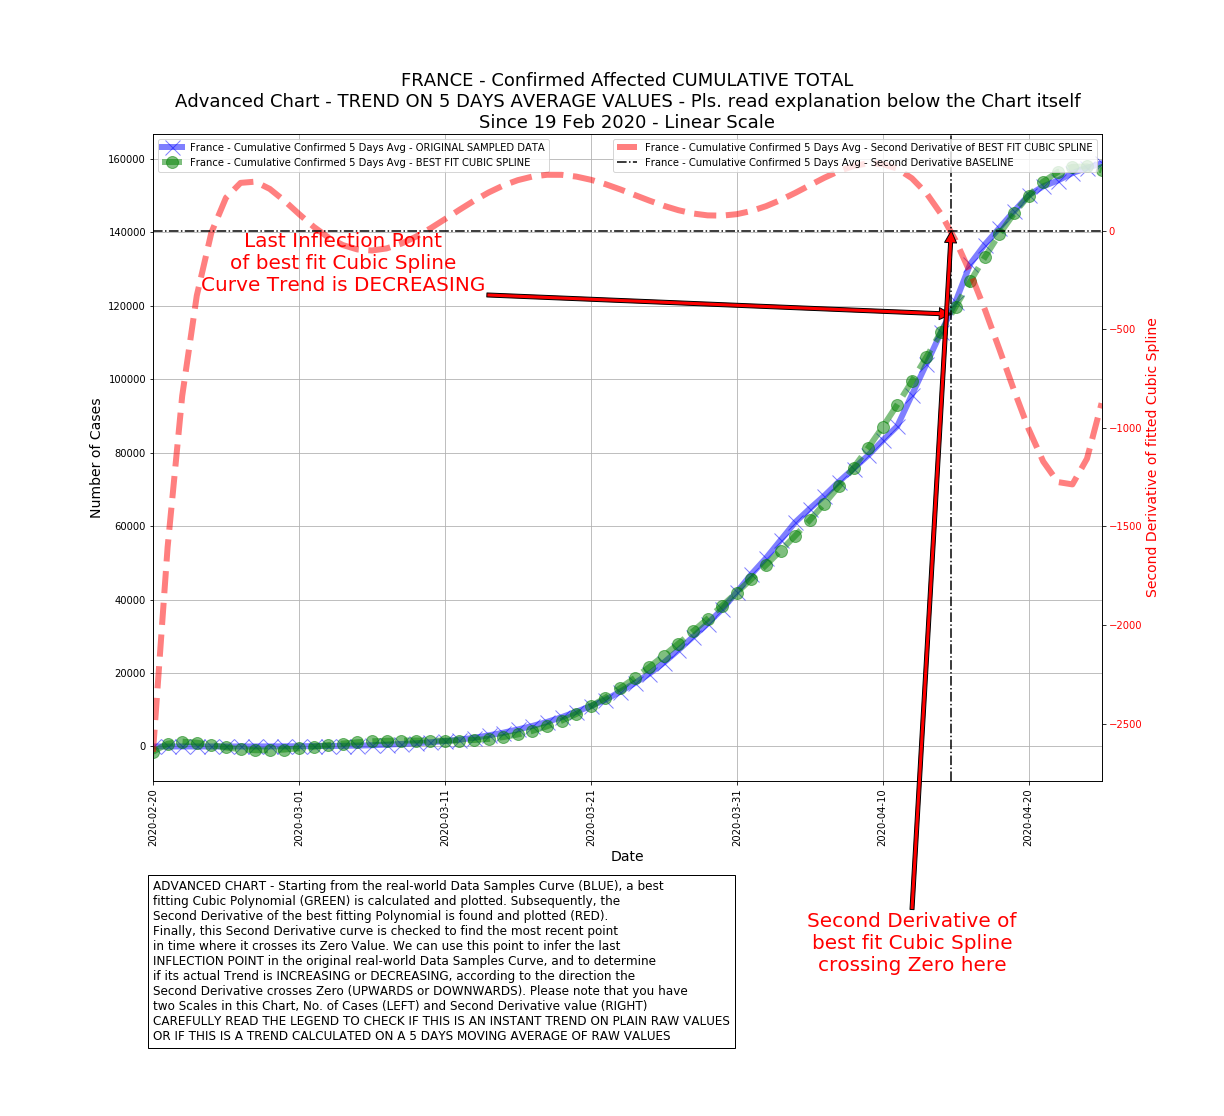 FRANCE - Confirmed Affected CUMULATIVE TOTAL
Advanced Chart - TREND ON 5 DAYS AVERAGE VALUES - Pls. read explanation below the Chart itself
Since 19 Feb 2020 - Linear Scale
France - Cumulative Confirmed 5 Days Avg - ORIGINAL SAMPLED DATA
France - Cumulative Confirmed 5 Days Avg - BEST FIT CUBIC SPLINE
France - Cumulative Confirmed 5 Days Avg - Second Derivative of BEST FIT CUBIC SPLINE
France - Cumulative Confirmed 5 Days Avg - Second Derivative BASELINE
160000
140000
120000
100000
80000
60000
40000
20000
0
Number of Cases
Last Inflection Point
of best fit Cubic Spline
Curve Trend is DECREASING
0
−500
−1000
−1500
−2000
−2500
Second Derivative of fitted Cubic Spline
2020-02-20
2020-03-01
2020-03-11
2020-03-21
2020-03-31
2020-04-10
2020-04-20
Date
ADVANCED CHART - Starting from the real-world Data Samples Curve (BLUE), a best
fitting Cubic Polynomial (GREEN) is calculated and plotted. Subsequently, the
Second Derivative of the best fitting Polynomial is found and plotted (RED).
Finally, this Second Derivative curve is checked to find the most recent point
in time where it crosses its Zero Value. We can use this point to infer the last
INFLECTION POINT in the original real-world Data Samples Curve, and to determine
if its actual Trend is INCREASING or DECREASING, according to the direction the
Second Derivative crosses Zero (UPWARDS or DOWNWARDS). Please note that you have
two Scales in this Chart, No. of Cases (LEFT) and Second Derivative value (RIGHT)
CAREFULLY READ THE LEGEND TO CHECK IF THIS IS AN INSTANT TREND ON PLAIN RAW VALUES
OR IF THIS IS A TREND CALCULATED ON A 5 DAYS MOVING AVERAGE OF RAW VALUES
Second Derivative of
best fit Cubic Spline
crossing Zero here